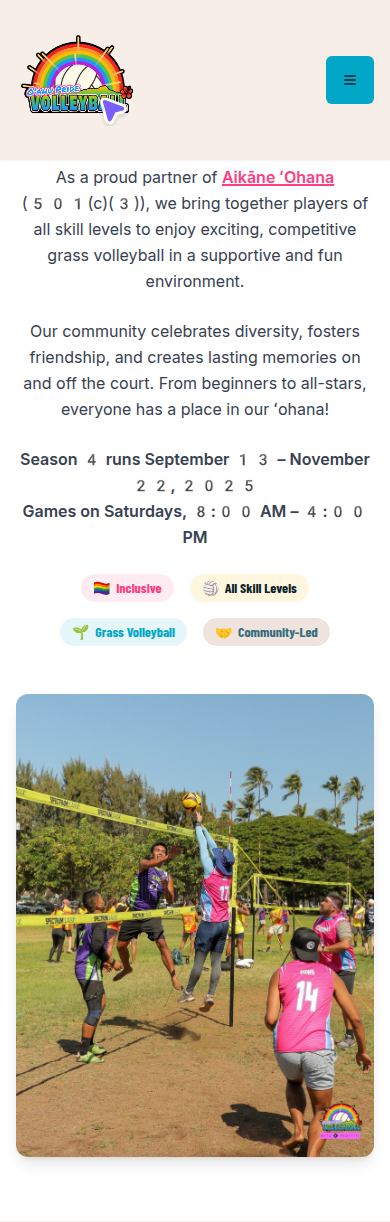 OʻAHU PRIDE
VOLLEYBALL
As a proud partner of Aikāne ʻOhana
(501(c)(3)), we bring together players of
all skill levels to enjoy exciting, competitive
grass volleyball in a supportive and fun
environment.
Our community celebrates diversity, fosters
friendship, and creates lasting memories on
and off the court. From beginners to all-stars,
everyone has a place in our ʻohana!
Season 4 runs September 13 – November
22, 2025
Games on Saturdays, 8:00 AM – 4:00
PM
Inclusive
All Skill Levels
Grass Volleyball
Community-Led
17
14